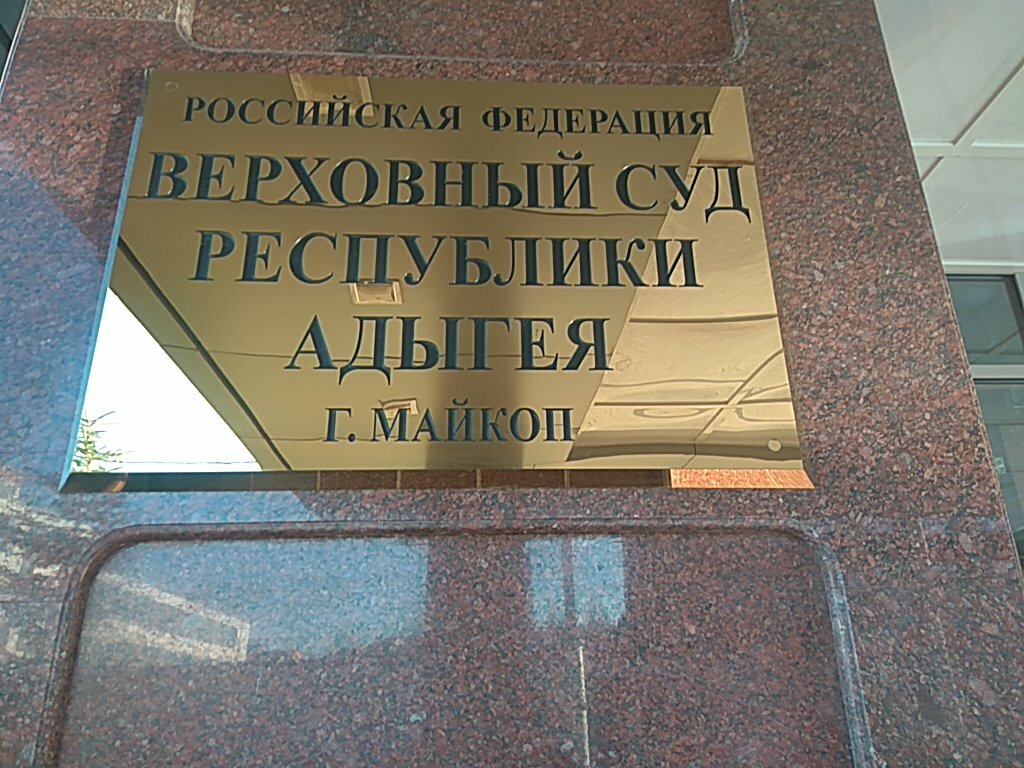 РОССИЙСКАЯ ФЕДЕРАЦИЯ
ВЕРХОВНЫЙ СУД
РЕСПУБЛИКИ
АДЫГЕЯ
Г. МАЙКОП